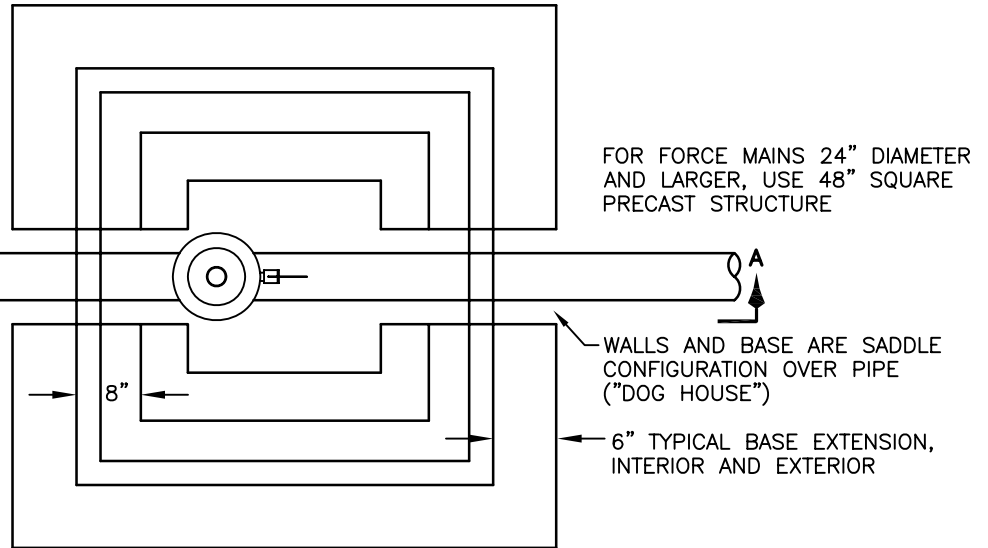 FOR FORCE MAINS 24” DIAMETER
AND LARGER, USE 48” SQUARE
PRECAST STRUCTURE
A
WALLS AND BASE ARE SADDLE
CONFIGURATION OVER PIPE
(”DOG HOUSE”)
8”
6” TYPICAL BASE EXTENSION,
INTERIOR AND EXTERIOR